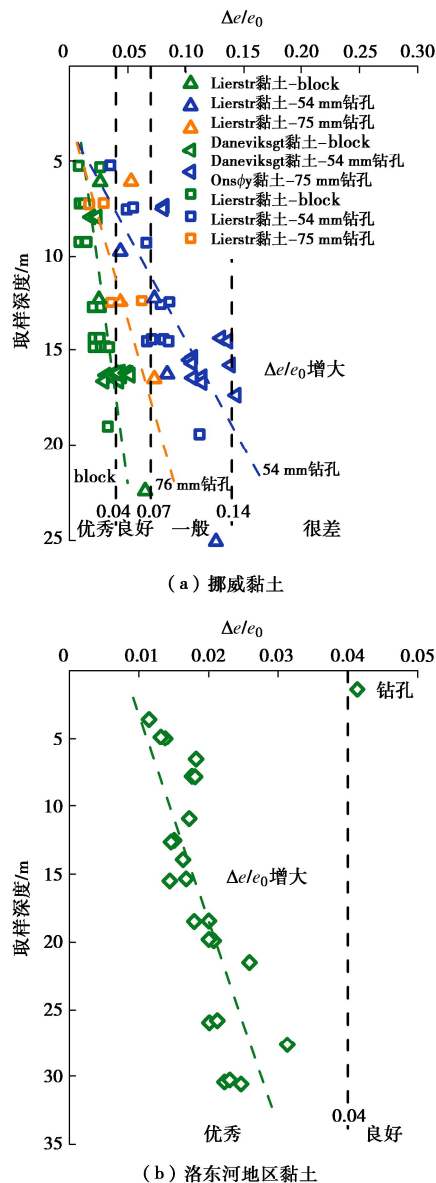 Δe/e₀
0 0.05 0.10 0.15 0.20 0.25 0.30
Lierstr黏土-block
Lierstr黏土-54 mm钻孔
Lierstr黏土-75 mm钻孔
Daneviksgt黏土-block
Daneviksgt黏土-54 mm钻孔
Onsϕy黏土-75 mm钻孔
Lierstr黏土-block
Lierstr黏土-54 mm钻孔
Lierstr黏土-75 mm钻孔
5
10
15
20
25
取样深度/m
Δe/e₀增大
block
76 mm钻孔
54 mm钻孔
0.04 0.07 0.14
优秀 良好 一般 很差
(a) 挪威黏土
Δe/e₀
0 0.01 0.02 0.03 0.04 0.05
钻孔
5
10
15
20
25
30
35
取样深度/m
Δe/e₀增大
0.04
优秀 良好
(b) 洛东河地区黏土